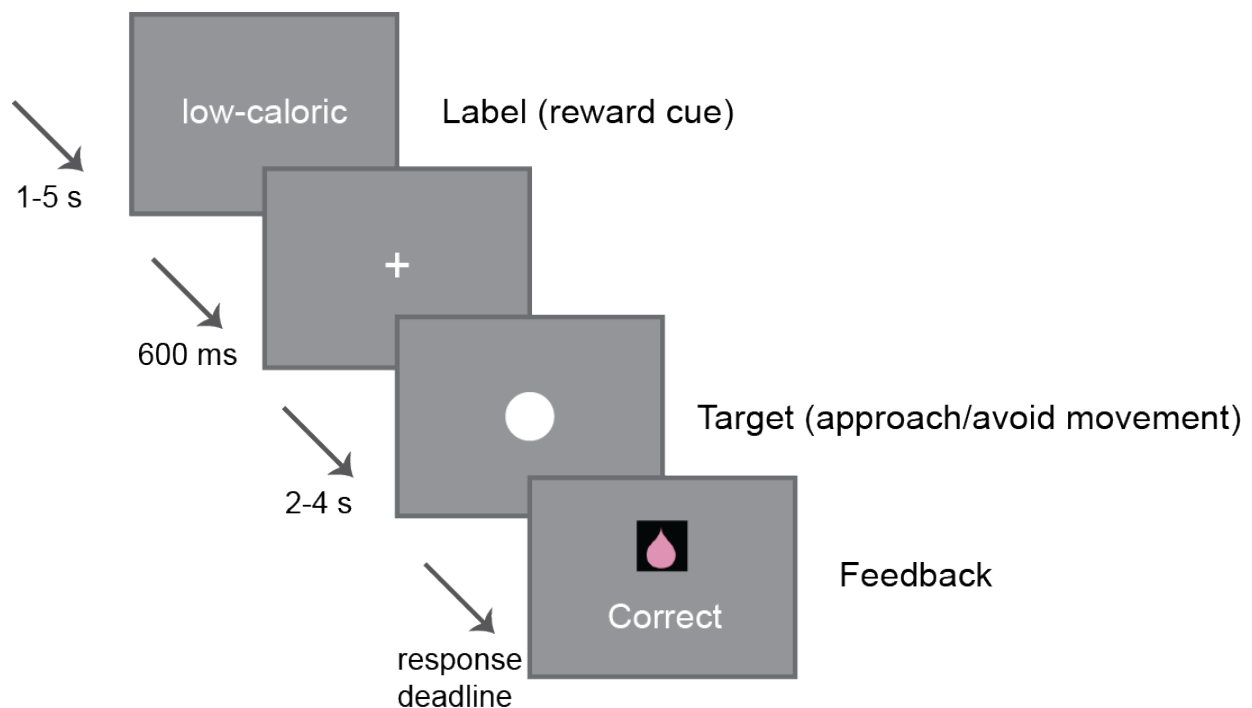 low-caloric
Label (reward cue)
1-5 s
+
600 ms
Target (approach/avoid movement)
2-4 s
Feedback
Correct
response
deadline